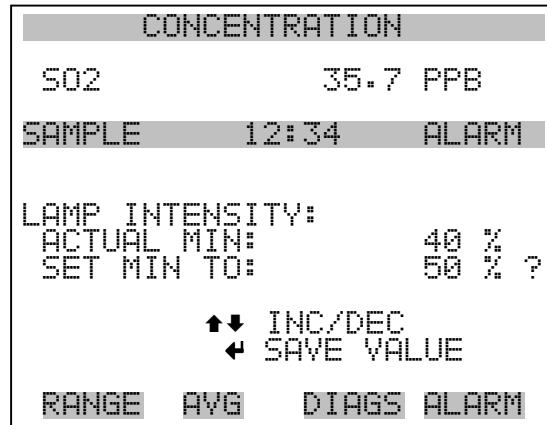 CONCENTRATION
SO2 35.7 PPB
SAMPLE 12:34 ALARM
LAMP INTENSITY:
ACTUAL MIN: 40 %
SET MIN TO: 50 % ?
INC/DEC
SAVE VALUE
RANGE AVG DIAGS ALARM